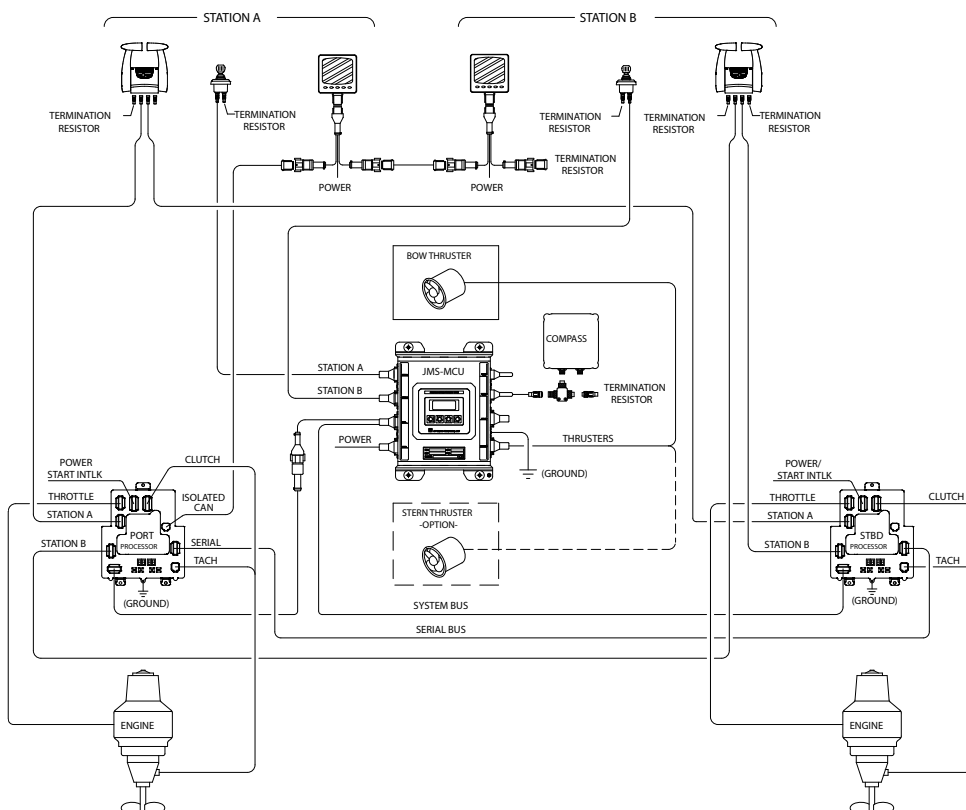 STATION A
STATION B
TERMINATION
RESISTOR
TERMINATION
RESISTOR
TERMINATION
RESISTOR
TERMINATION
RESISTOR
TERMINATION
RESISTOR
TERMINATION
RESISTOR
POWER
POWER
BOW THRUSTER
COMPASS
STATION A
JMS-MCU
STATION B
TERMINATION
RESISTOR
POWER
THRUSTERS
(GROUND)
POWER
START INTLK
CLUTCH
THROTTLE
ISOLATED
CAN
STATION A
PORT
PROCESSOR
STATION B
SERIAL
TACH
(GROUND)
STERN THRUSTER
-OPTION-
POWER/
START INTLK
THROTTLE
CLUTCH
STATION A
STBD
PROCESSOR
STATION B
TACH
(GROUND)
SYSTEM BUS
SERIAL BUS
ENGINE
ENGINE